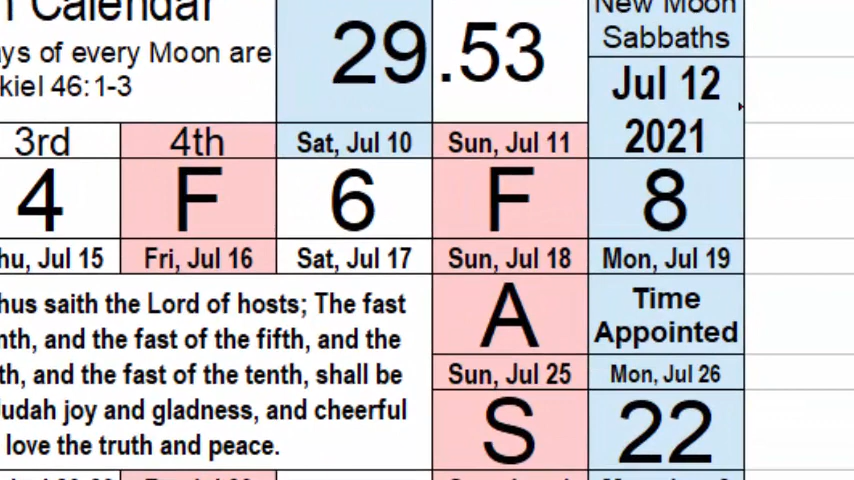 Calendar
29.53
New Moon
Sabbaths
ys of every Moon are
kiel 46:1-3
Jul 12
2021
3rd 4th Sat, Jul 10 Sun, Jul 11
4 F 6 F 8
hu, Jul 15 Fri, Jul 16 Sat, Jul 17 Sun, Jul 18 Mon, Jul 19
hus saith the Lord of hosts; The fast
nth, and the fast of the fifth, and the
th, and the fast of the tenth, shall be
Judah joy and gladness, and cheerful
love the truth and peace.
A
Time
Appointed
Sun, Jul 25 Mon, Jul 26
S 22